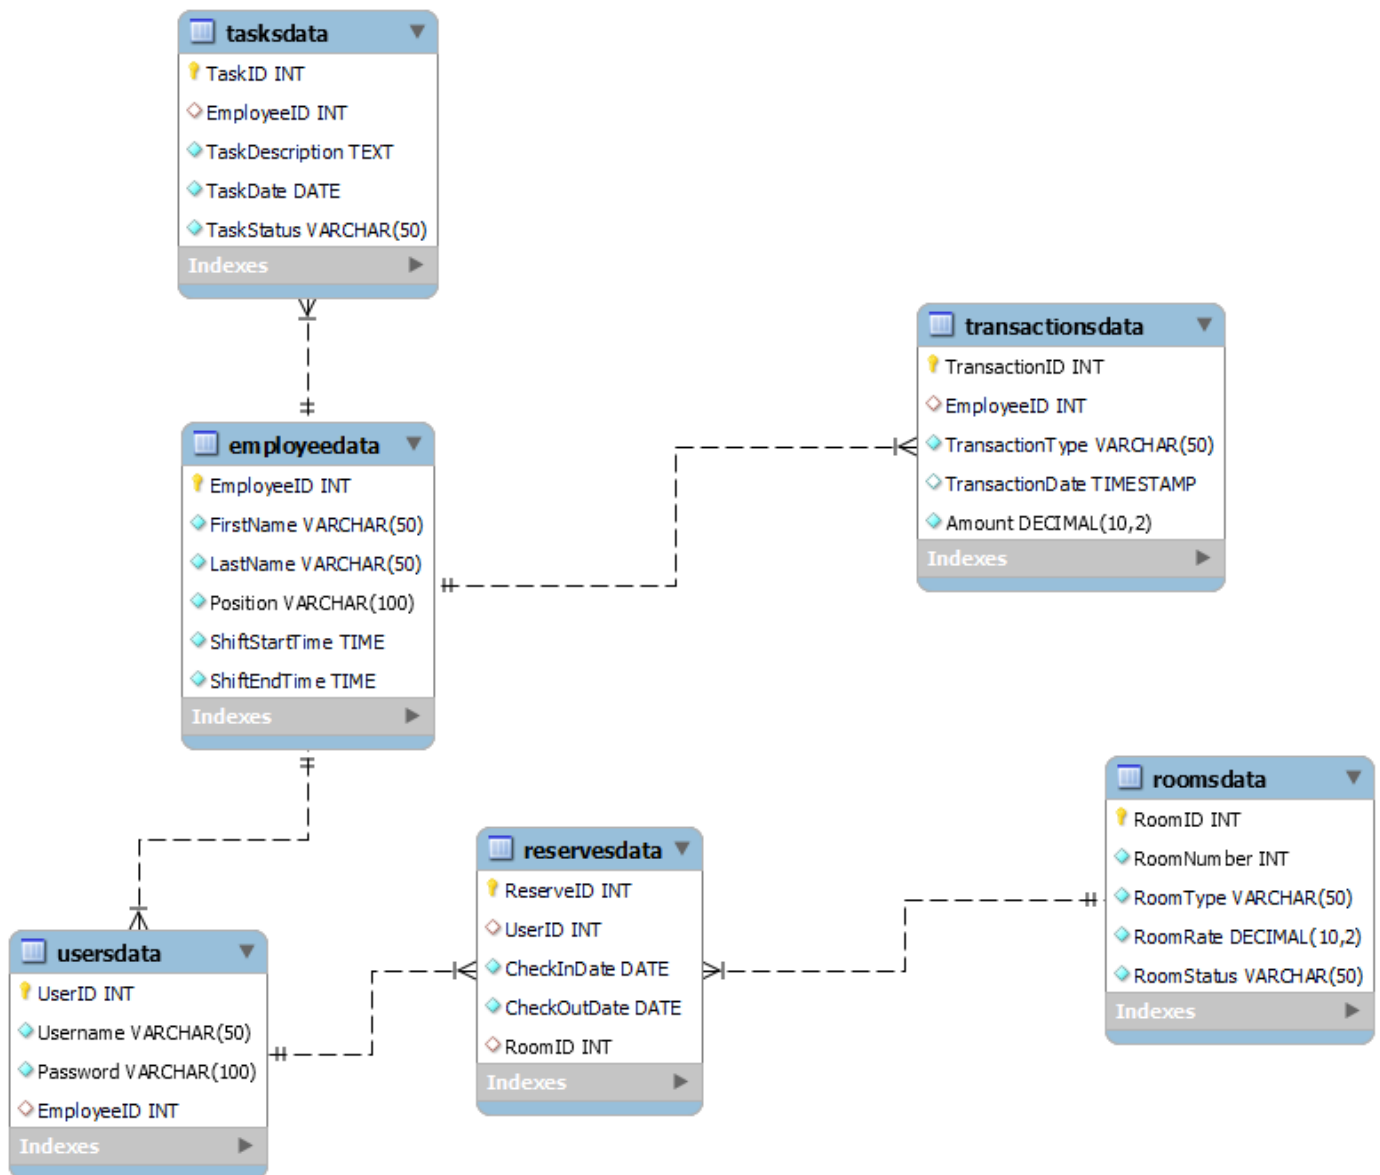 tasksdata
TaskID INT
EmployeeID INT
TaskDescription TEXT
TaskDate DATE
TaskStatus VARCHAR(50)
Indexes
transactionsdata
TransactionID INT
EmployeeID INT
TransactionType VARCHAR(50)
TransactionDate TIMESTAMP
Amount DECIMAL(10,2)
Indexes
employeedata
EmployeeID INT
FirstName VARCHAR(50)
LastName VARCHAR(50)
Position VARCHAR(100)
ShiftStartTime TIME
ShiftEndTime TIME
Indexes
roomsdata
RoomID INT
RoomNumber INT
RoomType VARCHAR(50)
RoomRate DECIMAL(10,2)
RoomStatus VARCHAR(50)
Indexes
reservesdata
ReserveID INT
UserID INT
CheckInDate DATE
CheckOutDate DATE
RoomID INT
Indexes
usersdata
UserID INT
Username VARCHAR(50)
Password VARCHAR(100)
EmployeeID INT
Indexes